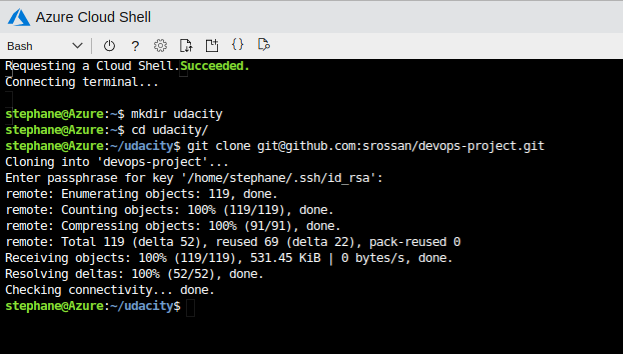 Azure Cloud Shell
Bash
Requesting a Cloud Shell.Succeeded.
Connecting terminal...
stephane@Azure:~$ mkdir udacity
stephane@Azure:~$ cd udacity/
stephane@Azure:~/udacity$ git clone git@github.com:srossan/devops-project.git
Cloning into 'devops-project'...
Enter passphrase for key '/home/stephane/.ssh/id_rsa':
remote: Enumerating objects: 119, done.
remote: Counting objects: 100% (119/119), done.
remote: Compressing objects: 100% (91/91), done.
remote: Total 119 (delta 52), reused 69 (delta 22), pack-reused 0
Receiving objects: 100% (119/119), 531.45 KiB | 0 bytes/s, done.
Resolving deltas: 100% (52/52), done.
Checking connectivity... done.
stephane@Azure:~/udacity$